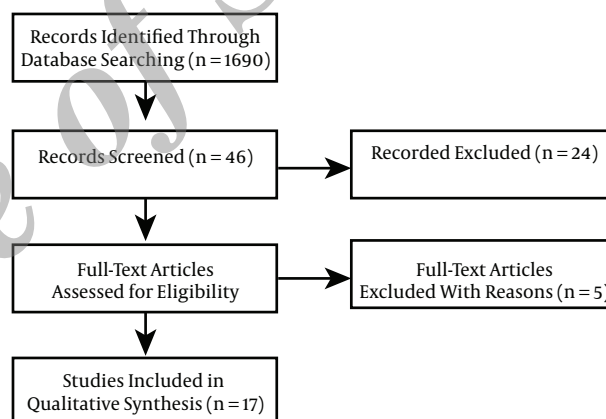 Records Identified Through
Database Searching (n = 1690)
Records Screened (n = 46)
Recorded Excluded (n = 24)
Full-Text Articles
Assessed for Eligibility
Full-Text Articles
Excluded With Reasons (n = 5)
Studies Included in
Qualitative Synthesis (n = 17)